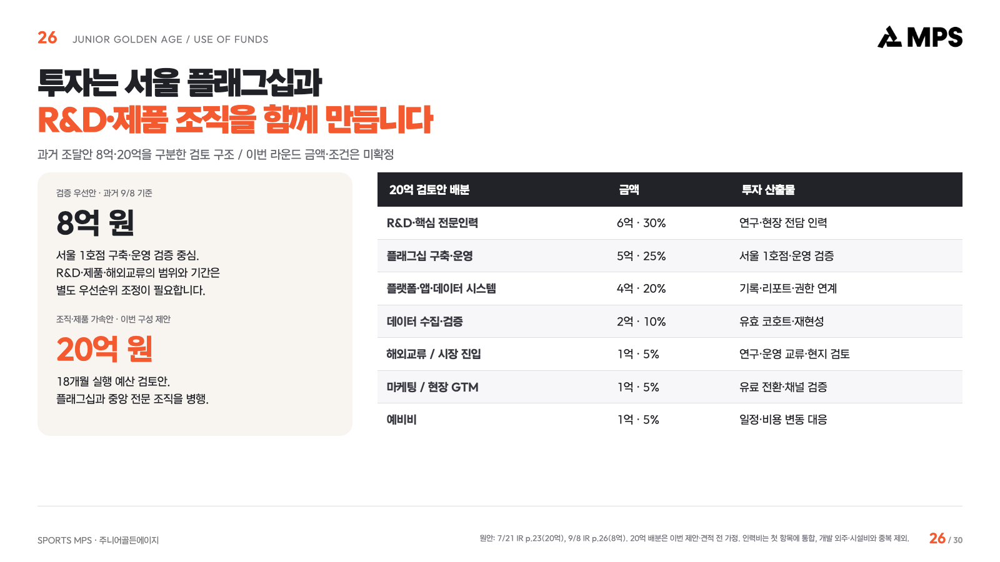 26 JUNIOR GOLDEN AGE / USE OF FUNDS
MPS
투자는 서울 플래그십과
R&D·제품 조직을 함께 만듭니다
과거 조달안 8억·20억을 구분한 검토 구조 / 이번 라운드 금액·조건은 미확정
검증 우선안 · 과거 9/8 기준
8억 원
서울 1호점 구축·운영 검증 중심.
R&D·제품·해외교류의 범위와 기간은
별도 우선순위 조정이 필요합니다.
조직·제품 가속안 · 이번 구성 제안
20억 원
18개월 실행 예산 검토안.
플래그십과 중앙 전문 조직을 병행.
20억 검토안 배분 금액 투자 산출물
R&D·핵심 전문인력 6억 · 30% 연구·현장 전담 인력
플래그십 구축·운영 5억 · 25% 서울 1호점·운영 검증
플랫폼·앱·데이터 시스템 4억 · 20% 기록·리포트·권한 연계
데이터 수집·검증 2억 · 10% 유효 코호트·재현성
해외교류 / 시장 진입 1억 · 5% 연구·운영 교류·현지 검토
마케팅 / 현장 GTM 1억 · 5% 유료 전환·채널 검증
예비비 1억 · 5% 일정·비용 변동 대응
SPORTS MPS · 주니어골든에이지
원안: 7/21 IR p.23(20억), 9/8 IR p.26(8억). 20억 배분은 이번 제안·견적 전 가정. 인력비는 첫 항목에 통합, 개발 외주·시설비와 중복 제외.
26 / 30